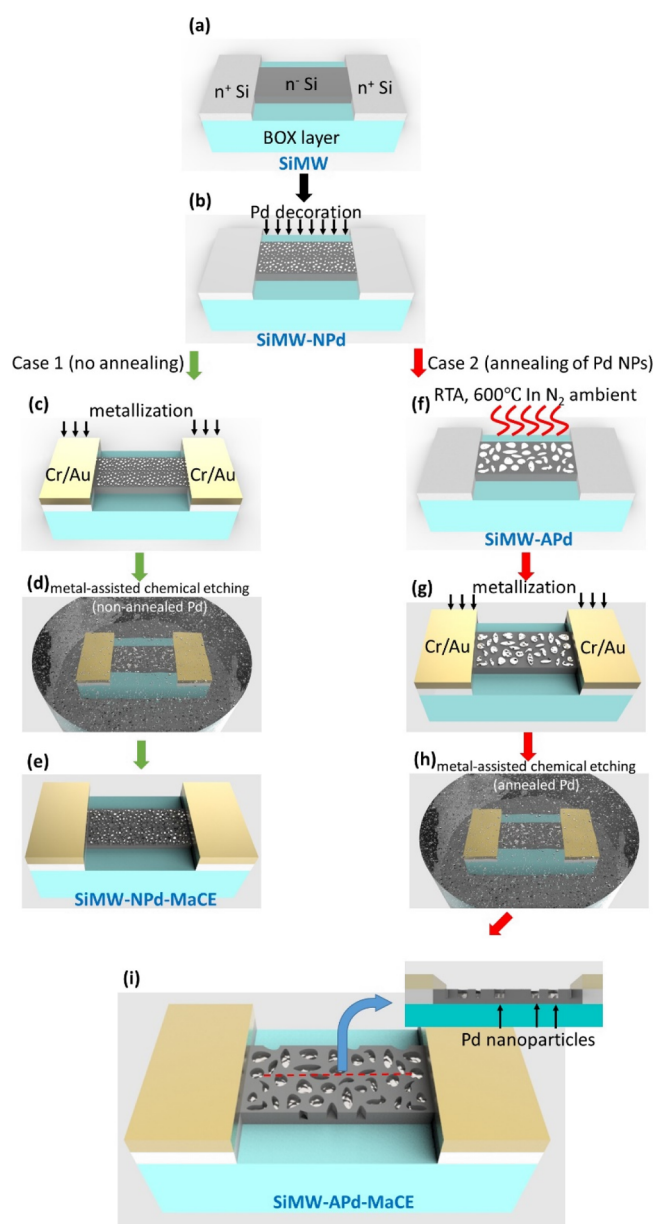 (a)
n+ Si
n- Si
n+ Si
BOX layer
SiMW
(b)
Pd decoration
SiMW-NPd
Case 1 (no annealing)
Case 2 (annealing of Pd NPs)
(c)
metallization
Cr/Au
Cr/Au
(d)
metal-assisted chemical etching
(non-annealed Pd)
(e)
SiMW-NPd-MaCE
RTA, 600℃ In N2 ambient
(f)
SiMW-APd
(g)
metallization
Cr/Au
Cr/Au
(h)
metal-assisted chemical etching
(annealed Pd)
(i)
Pd nanoparticles
SiMW-APd-MaCE